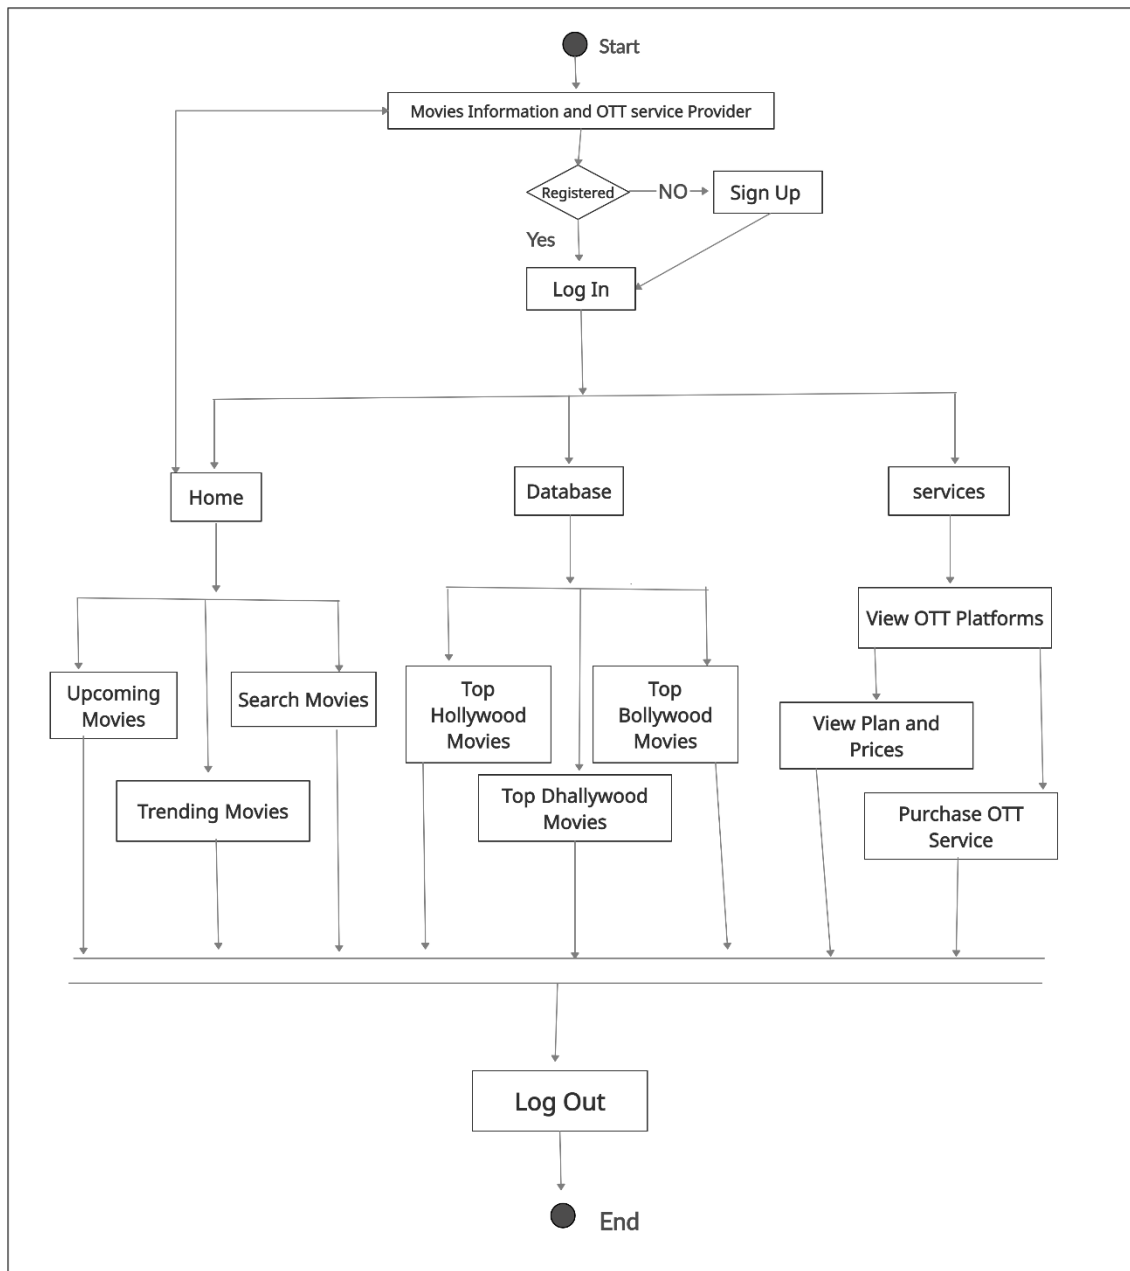 Start
Movies Information and OTT service Provider
Registered
NO
Sign Up
Yes
Log In
Home
Database
services
View OTT Platforms
Upcoming
Movies
Search Movies
Top
Hollywood
Movies
Top
Bollywood
Movies
View Plan and
Prices
Trending Movies
Top Dhallywood
Movies
Purchase OTT
Service
Log Out
End